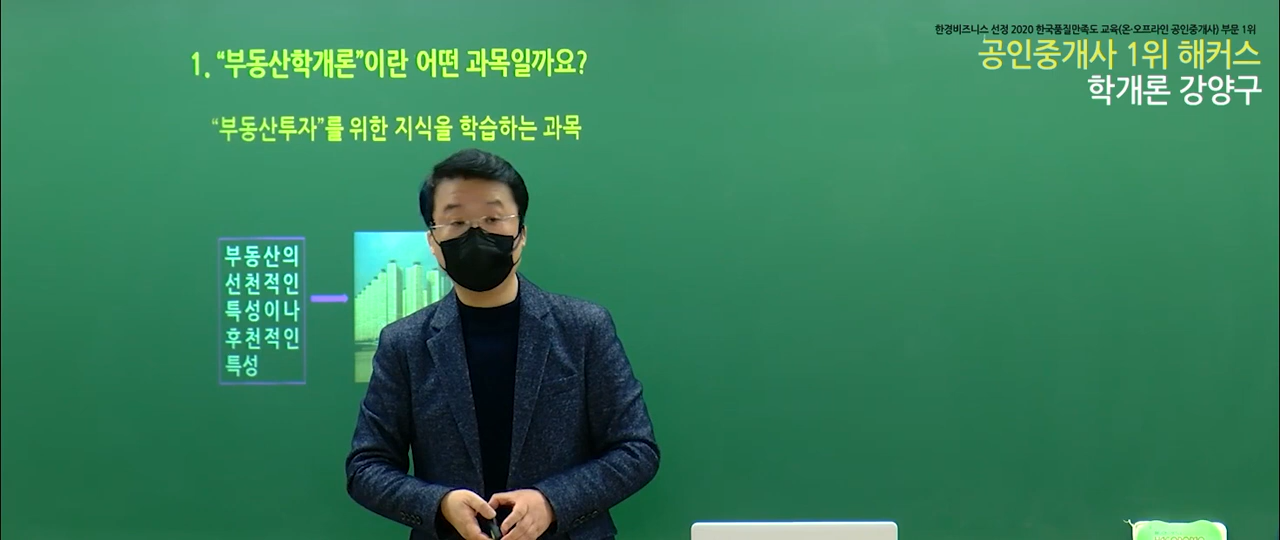 한경비즈니스 선정 2020 한국품질만족도 교육(온·오프라인 공인중개사) 부문 1위
공인중개사 1위 해커스
학개론 강양구
1. “부동산학개론”이란 어떤 과목일까요?
“부동산투자”를 위한 지식을 학습하는 과목
부동산의
선천적인
특성이나
후천적인
특성